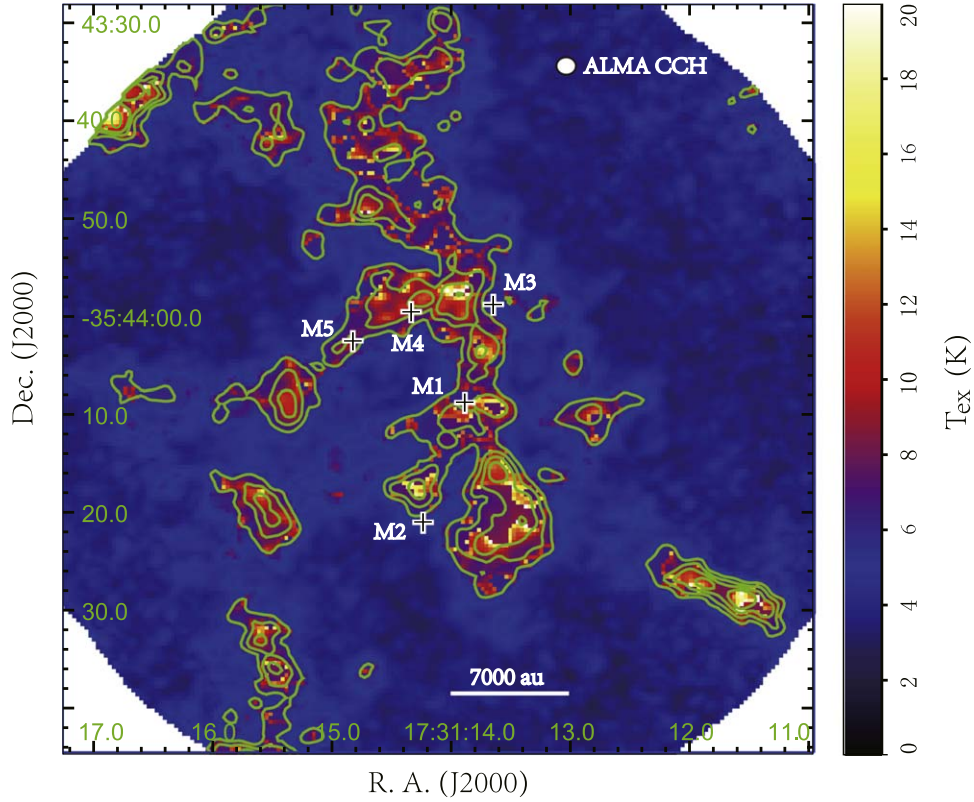 43:30.0
ALMA CCH
40.0
50.0
M3
-35:44:00.0
M5
M4
M1
10.0
20.0
M2
30.0
7000 au
17.0
16.0
15.0
17:31:14.0
13.0
12.0
11.0
R. A. (J2000)
Dec. (J2000)
20
18
16
14
12
10
8
6
4
2
0
Tex (K)